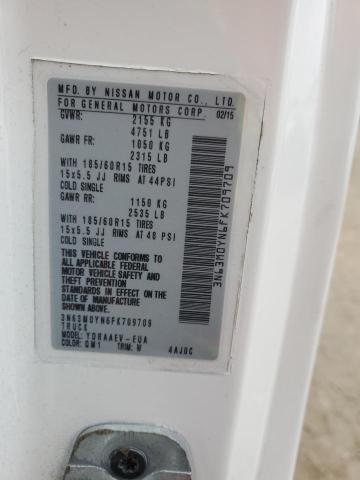 MFD. BY NISSAN MOTOR CO., LTD.
FOR GENERAL MOTORS CORP. 02/15
GVWR: 2155 KG
4751 LB
GAWR FR: 1050 KG
2315 LB
WITH 185/60R15 TIRES
15x5.5 JJ RIMS AT 44PSI
COLD SINGLE
GAWR RR: 1150 KG
2535 LB
WITH 185/60R15 TIRES
15x5.5 JJ RIMS AT 48 PSI
COLD SINGLE
THIS VEHICLE CONFORMS TO
ALL APPLICABLE FEDERAL
MOTOR VEHICLE SAFETY AND
THEFT PREVENTION
STANDARDS IN EFFECT ON
THE DATE OF MANUFACTURE
SHOWN ABOVE
3N63M0YN6FK709709
TRUCK
MODEL: YDRAAEV-EUA
COLOR: QM1 TRIM: W 4AJ0C
3N63M0YN6FK709709